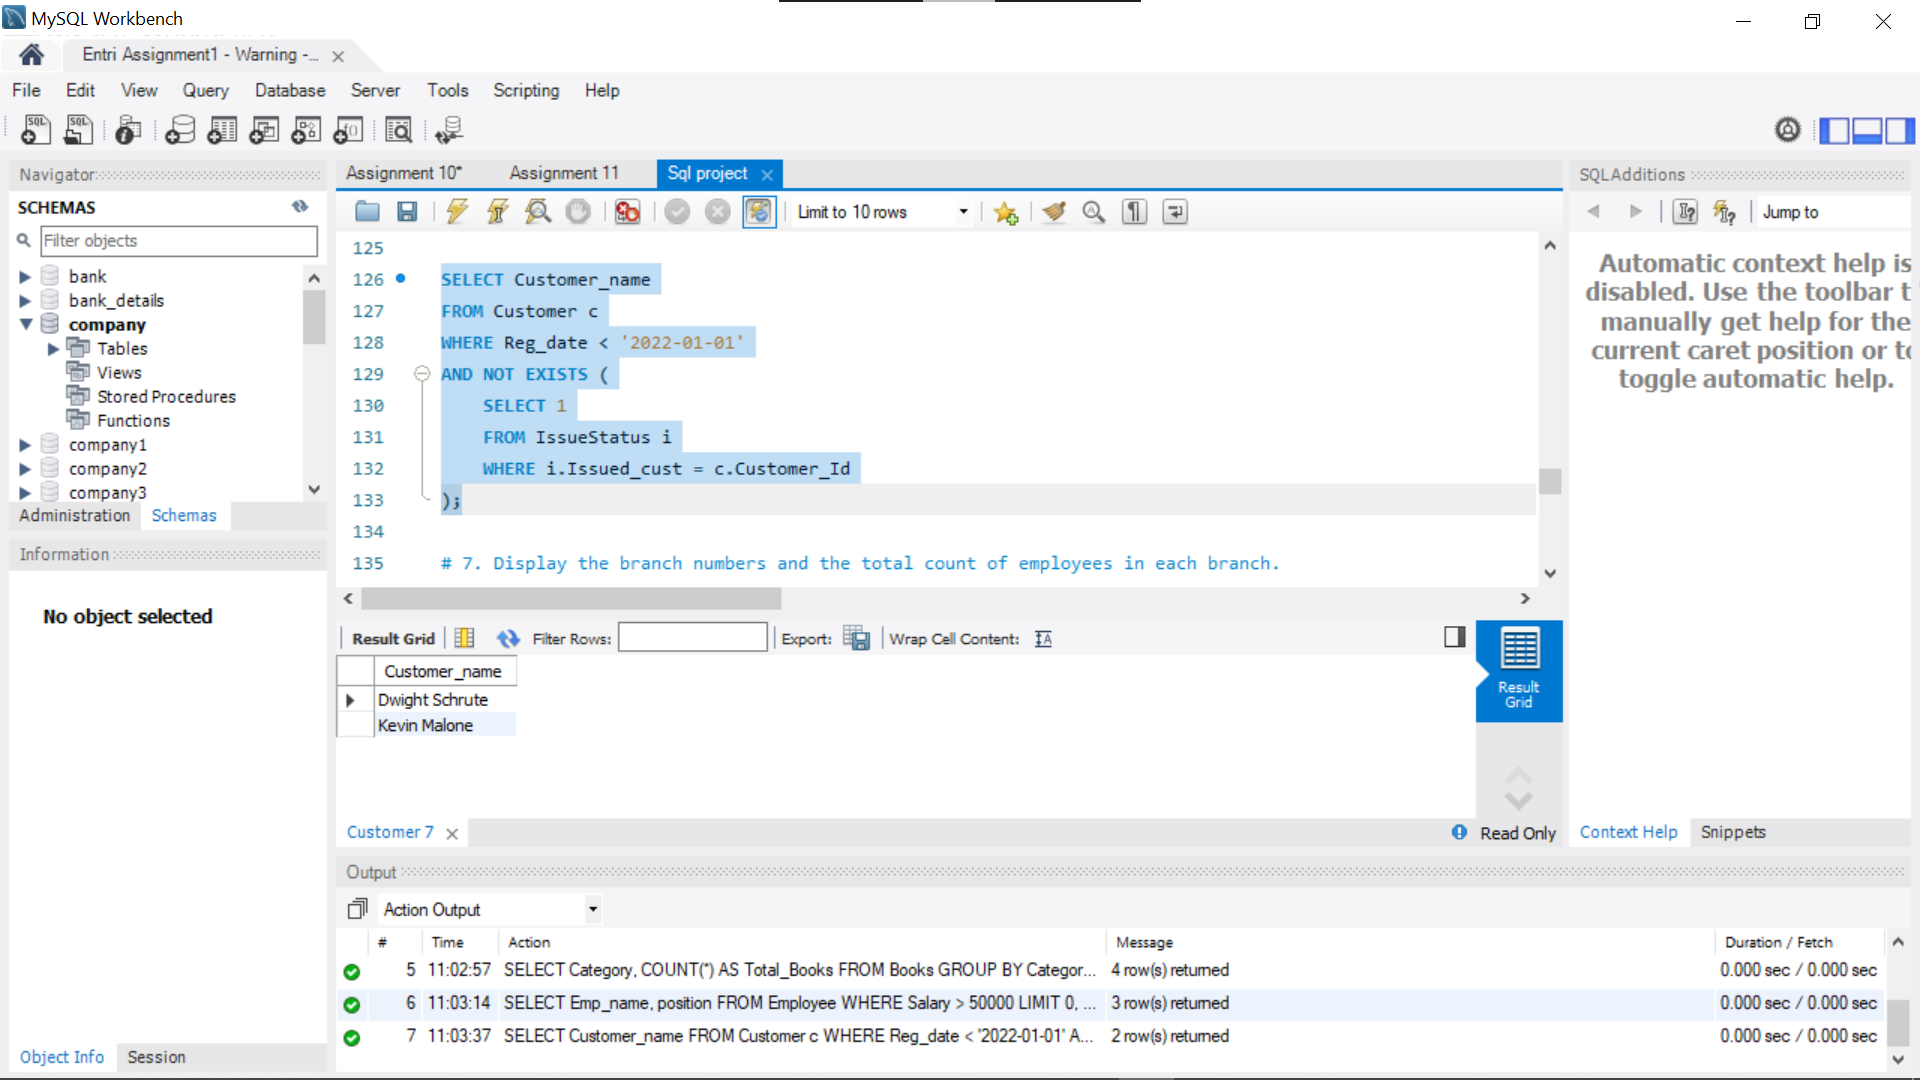 MySQL Workbench
Entri Assignment1 - Warning -...
File Edit View Query Database Server Tools Scripting Help
Navigator
SCHEMAS
Filter objects
bank
bank_details
company
Tables
Views
Stored Procedures
Functions
company1
company2
company3
Administration Schemas
Information
No object selected
Object Info Session
Assignment 10* Assignment 11 Sql project
Limit to 10 rows
125
126 SELECT Customer_name
127 FROM Customer c
128 WHERE Reg_date < '2022-01-01'
129 AND NOT EXISTS (
130 SELECT 1
131 FROM IssueStatus i
132 WHERE i.Issued_cust = c.Customer_Id
133 );
134
135 # 7. Display the branch numbers and the total count of employees in each branch.
Result Grid Filter Rows: Export: Wrap Cell Content:
Customer_name
Dwight Schrute
Kevin Malone
Result
Grid
Customer 7 Read Only
SQLAdditions
Jump to
Automatic context help is
disabled. Use the toolbar t
manually get help for the
current caret position or to
toggle automatic help.
Context Help Snippets
Output
Action Output
# Time Action Message Duration / Fetch
5 11:02:57 SELECT Category, COUNT(*) AS Total_Books FROM Books GROUP BY Categor... 4 row(s) returned 0.000 sec / 0.000 sec
6 11:03:14 SELECT Emp_name, position FROM Employee WHERE Salary > 50000 LIMIT 0, ... 3 row(s) returned 0.000 sec / 0.000 sec
7 11:03:37 SELECT Customer_name FROM Customer c WHERE Reg_date < '2022-01-01' A... 2 row(s) returned 0.000 sec / 0.000 sec